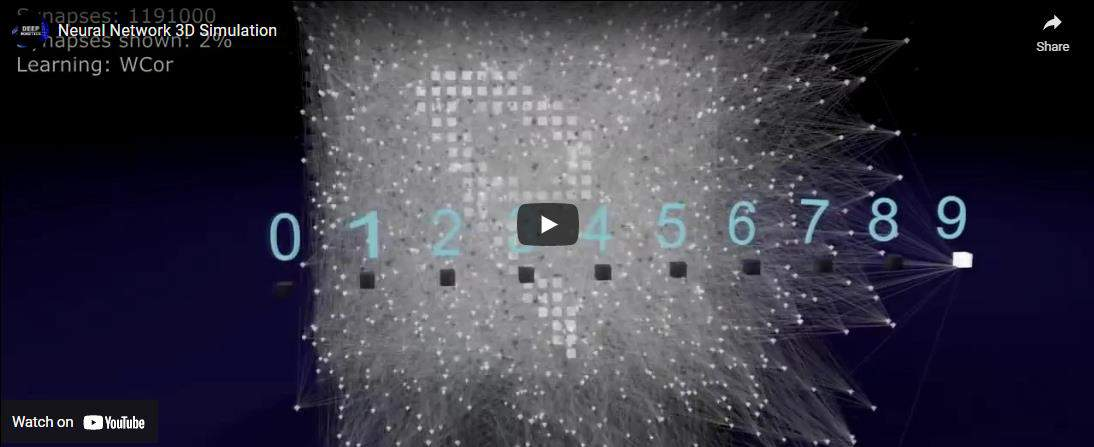 Synapses: 1191000
DEEP
Neural Network 3D Simulation
Synapses shown: 2%
Learning: WCor
Share
0 1 2 3 4 5 6 7 8 9
Watch on YouTube